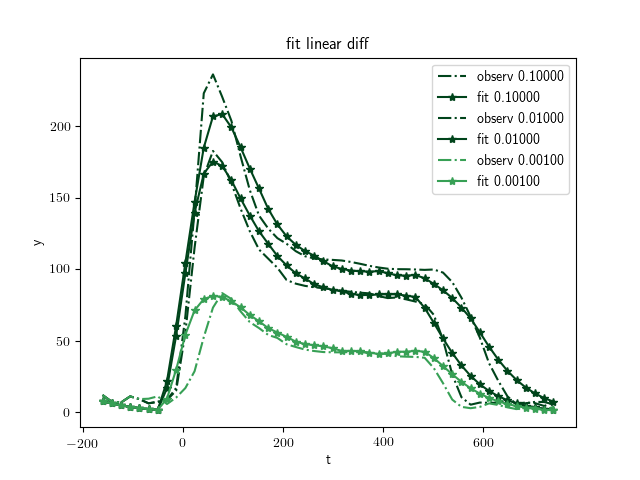 fit linear diff
observ 0.10000
fit 0.10000
observ 0.01000
fit 0.01000
observ 0.00100
fit 0.00100
200
150
100
50
0
y
−200 0 200 400 600
t